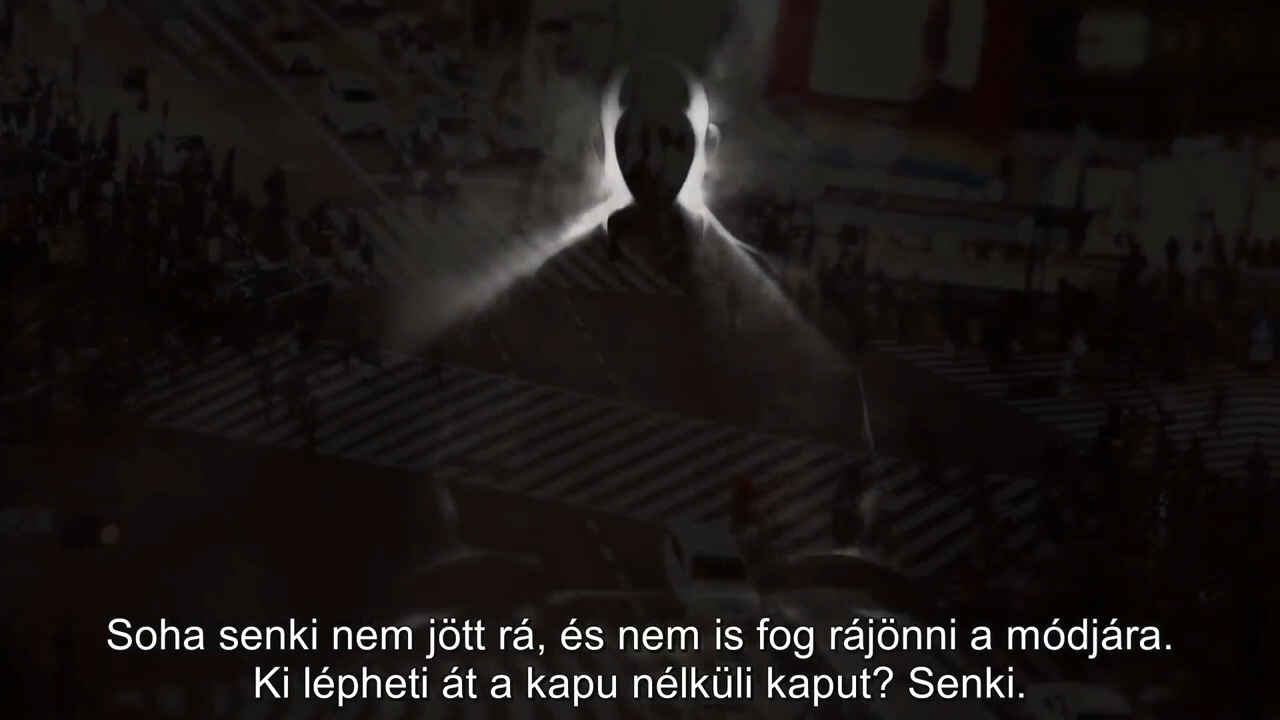 Soha senki nem jött rá, és nem is fog rájönni a módjára.
Ki lépheti át a kapu nélküli kaput? Senki.